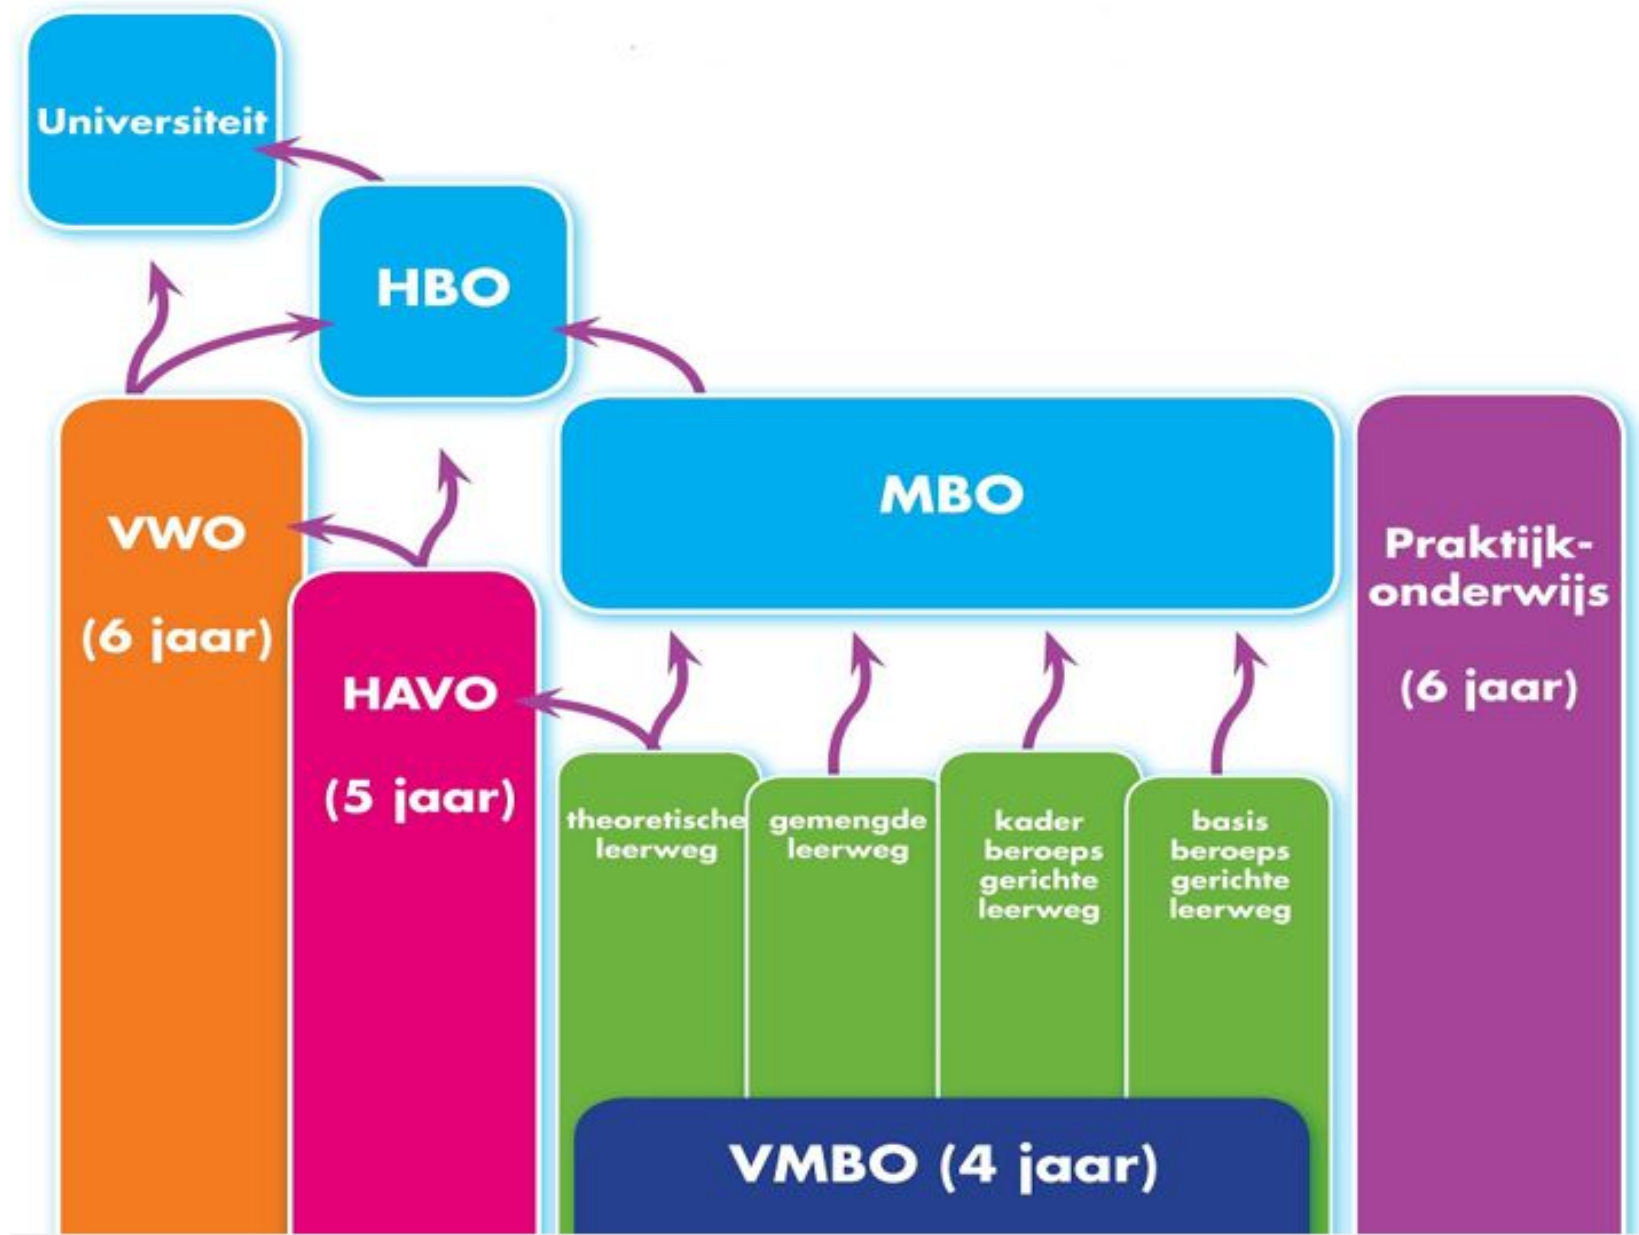 Universiteit
HBO
MBO
VWO
(6 jaar)
HAVO
(5 jaar)
Praktijk-
onderwijs
(6 jaar)
theoretische
leerweg
gemengde
leerweg
kader
beroeps
gerichte
leerweg
basis
beroeps
gerichte
leerweg
VMBO (4 jaar)